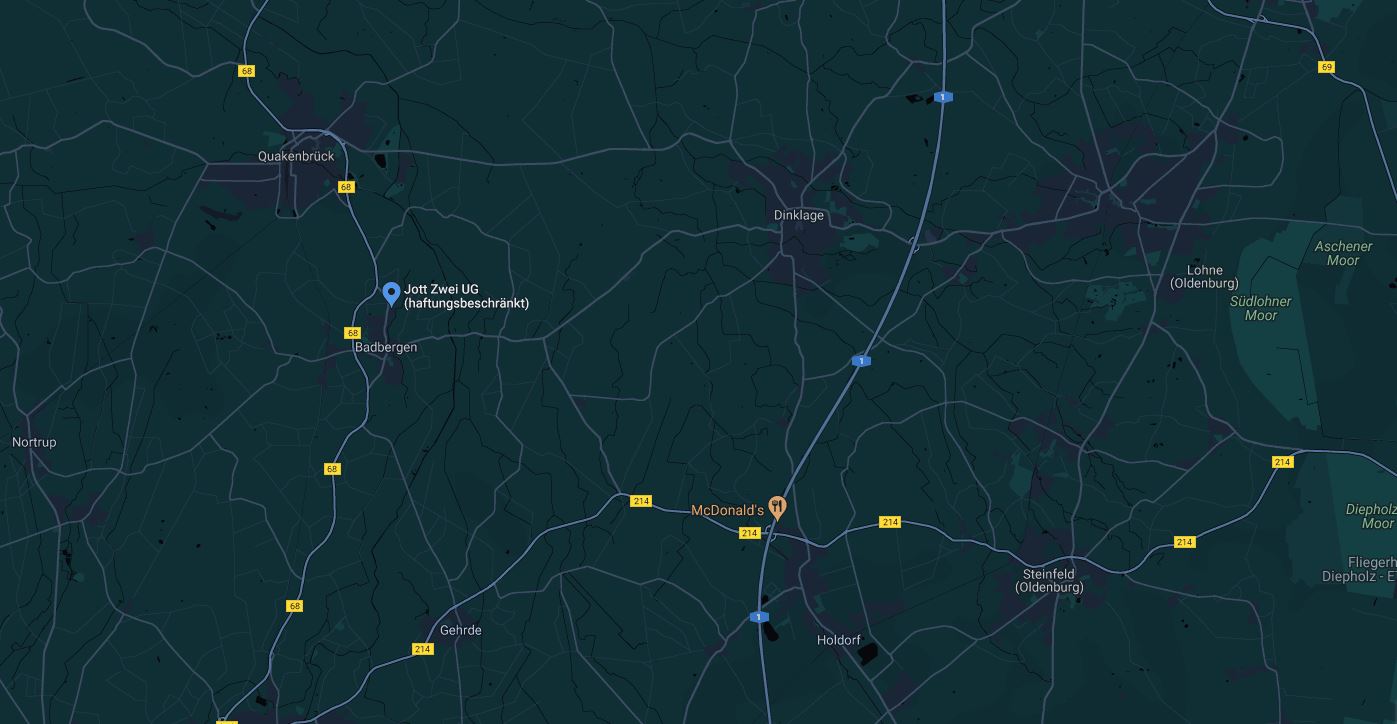 68
69
1
Quakenbrück
68
Dinklage
Aschener
Moor
Lohne
(Oldenburg)
Jott Zwei UG
(haftungsbeschränkt)
Südlohner
Moor
68
Badbergen
1
Nortrup
68
214
214
McDonald's
214
214
Diepholz
Moor
214
Steinfeld
(Oldenburg)
Fliegerh
Diepholz - E
68
1
Gehrde
Holdorf
214